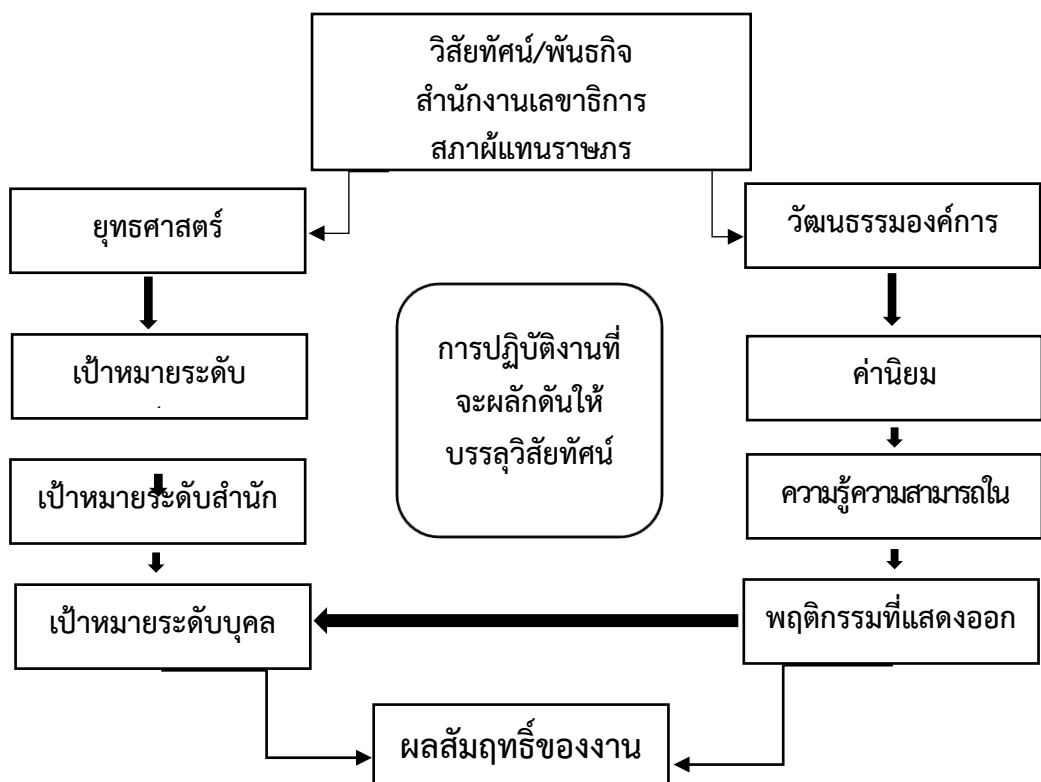 วิสัยทัศน์/พันธกิจ
สำนักงานเลขาธิการ
สภาผู้แทนราษฎร
ยุทธศาสตร์
วัฒนธรรมองค์การ
การปฏิบัติงานที่
จะผลักดันให้
บรรลุวิสัยทัศน์
เป้าหมายระดับ
ค่านิยม
เป้าหมายระดับสำนัก
ความรู้ความสามารถใน
เป้าหมายระดับบุคล
พฤติกรรมที่แสดงออก
ผลสัมฤทธิ์ของงาน